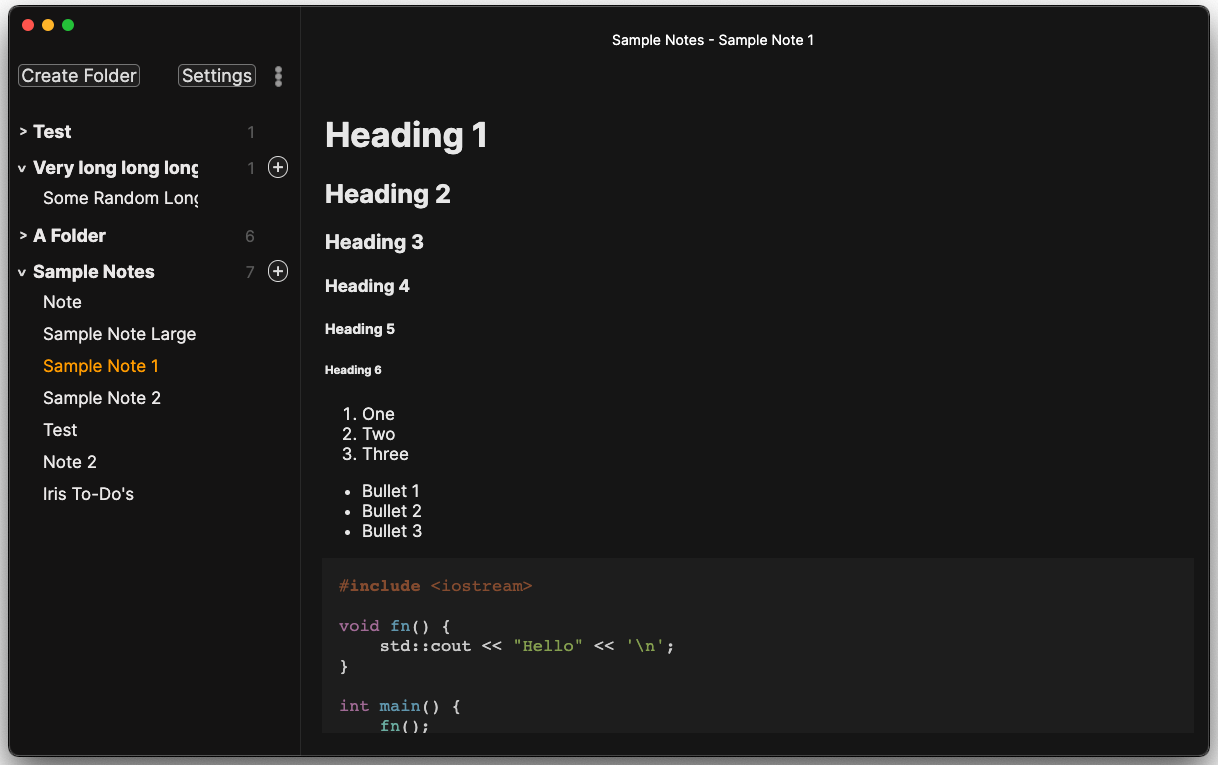 Sample Notes - Sample Note 1
Create Folder Settings
> Test 1
v Very long long long 1
Some Random Long
> A Folder 6
v Sample Notes 7
Note
Sample Note Large
Sample Note 1
Sample Note 2
Test
Note 2
Iris To-Do's
Heading 1
Heading 2
Heading 3
Heading 4
Heading 5
Heading 6
1. One
2. Two
3. Three
• Bullet 1
• Bullet 2
• Bullet 3
#include <iostream>
void fn() {
    std::cout << "Hello" << '\n';
}
int main() {
    fn();